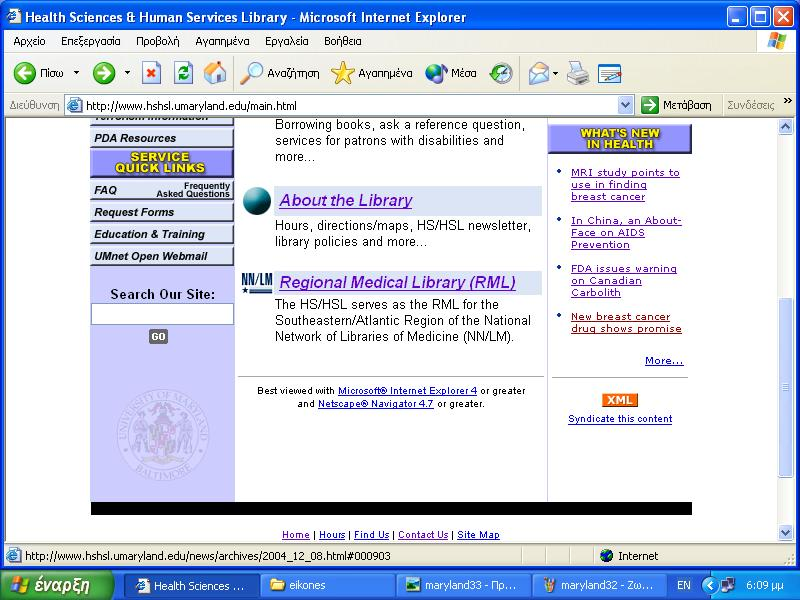 Health Sciences & Human Services Library - Microsoft Internet Explorer
Αρχείο Επεξεργασία Προβολή Αγαπημένα Εργαλεία Βοήθεια
Πίσω Αναζήτηση Αγαπημένα Μέσα
Διεύθυνση http://www.hshsl.umaryland.edu/main.html Μετάβαση Συνδέσεις »
Terrorism Information
PDA Resources
SERVICE
QUICK LINKS
FAQ Frequently
Asked Questions
Request Forms
Education & Training
UMnet Open Webmail
Search Our Site:
GO
UNIVERSITY OF MARYLAND
BALTIMORE
Borrowing books, ask a reference question,
services for patrons with disabilities and
more...
About the Library
Hours, directions/maps, HS/HSL newsletter,
library policies and more...
NN/LM
Regional Medical Library (RML)
The HS/HSL serves as the RML for the
Southeastern/Atlantic Region of the National
Network of Libraries of Medicine (NN/LM).
Best viewed with Microsoft® Internet Explorer 4 or greater
and Netscape® Navigator 4.7 or greater.
WHAT'S NEW
IN HEALTH
MRI study points to
use in finding
breast cancer
In China, an About-
Face on AIDS
Prevention
FDA issues warning
on Canadian
Carbolith
New breast cancer
drug shows promise
More...
XML
Syndicate this content
Home | Hours | Find Us | Contact Us | Site Map
http://www.hshsl.umaryland.edu/news/archives/2004_12_08.html#000903 Internet
έναρξη Health Sciences ... eikones maryland33 - Πρ... maryland32 - Ζω... EN 6:09 μμ